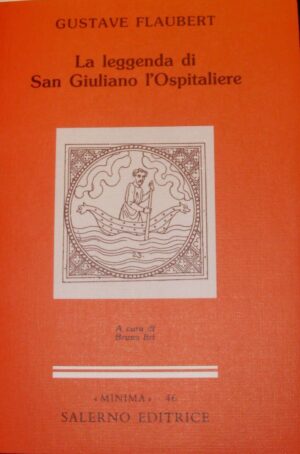 GUSTAVE FLAUBERT
La leggenda di
San Giuliano l'Ospitaliere
A cura di
«MINIMA» 46
SALERNO EDITRICE